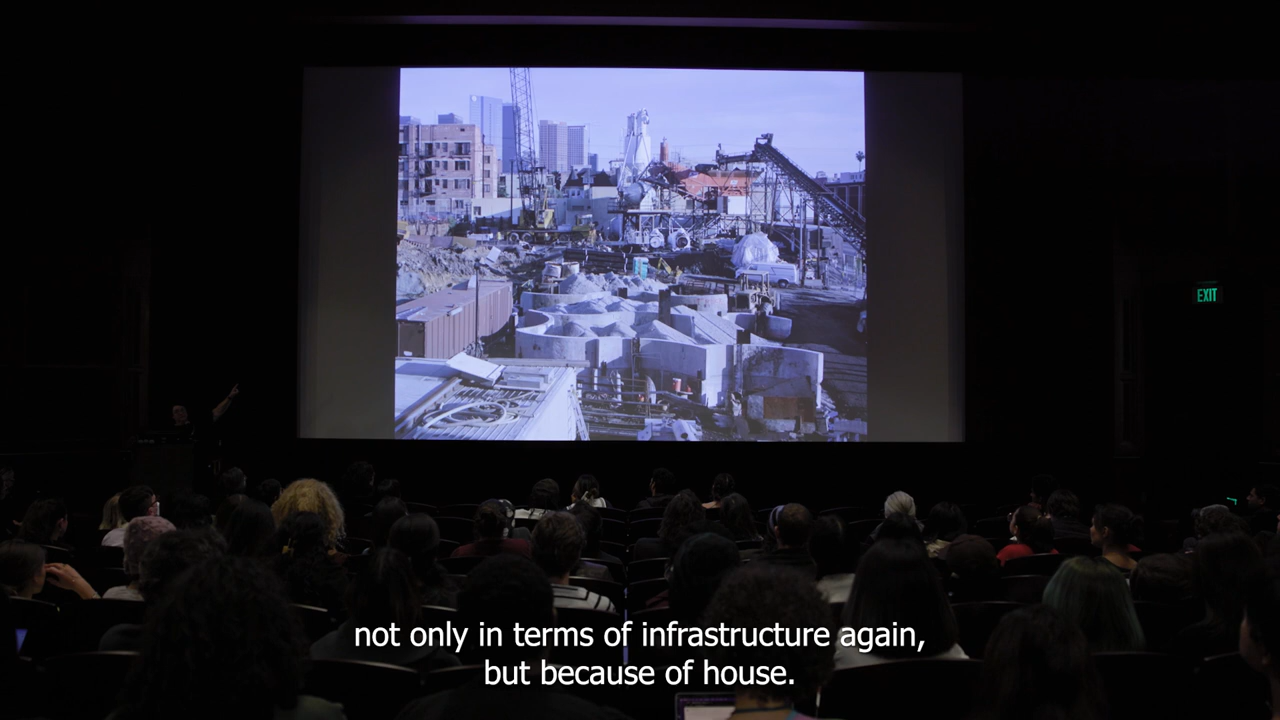 EXIT
not only in terms of infrastructure again,
but because of house.